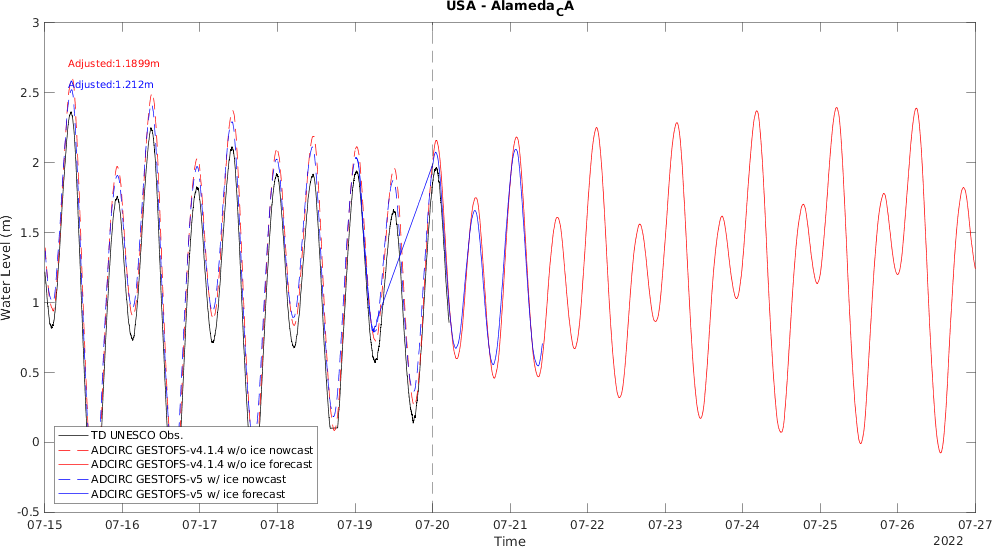 USA - Alameda_CA
Adjusted:1.1899m
Adjusted:1.212m
Water Level (m)
3
2.5
2
1.5
1
0.5
0
-0.5
TD UNESCO Obs.
ADCIRC GESTOFS-v4.1.4 w/o ice nowcast
ADCIRC GESTOFS-v4.1.4 w/o ice forecast
ADCIRC GESTOFS-v5 w/ ice nowcast
ADCIRC GESTOFS-v5 w/ ice forecast
07-15 07-16 07-17 07-18 07-19 07-20 07-21 07-22 07-23 07-24 07-25 07-26 07-27
Time
2022